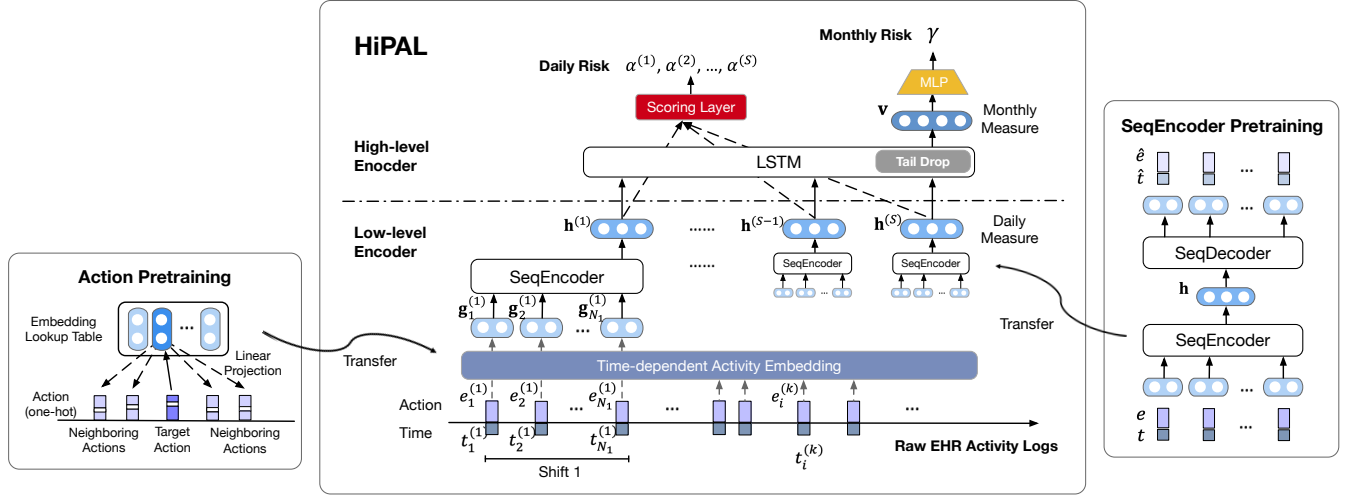 Action Pretraining
Embedding
Lookup Table
...
Linear
Projection
Action
(one-hot)
Neighboring
Actions
Target
Action
Neighboring
Actions
Transfer
HiPAL
Monthly Risk γ
Daily Risk α^(1), α^(2), ..., α^(S)
MLP
Scoring Layer
v
Monthly
Measure
High-level
Enocder
LSTM
Tail Drop
Low-level
Encoder
h^(1)
......
h^(S−1)
h^(S)
Daily
Measure
SeqEncoder
......
SeqEncoder
...
SeqEncoder
...
g_1^(1)
g_2^(1)
g_{N_1}^(1)
...
Time-dependent Activity Embedding
Action
e_1^(1)
e_2^(1)
...
e_{N_1}^(1)
...
...
e_i^(k)
...
Time
t_1^(1)
t_2^(1)
t_{N_1}^(1)
t_i^(k)
Raw EHR Activity Logs
Shift 1
Transfer
SeqEncoder Pretraining
ê
t̂
...
...
SeqDecoder
h
SeqEncoder
...
e
t
...